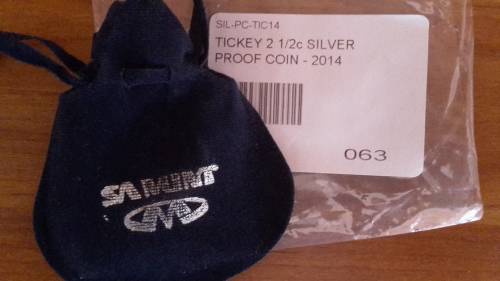 SIL-PC-TIC14
TICKEY 2 1/2c SILVER
PROOF COIN - 2014
063
SA MINT